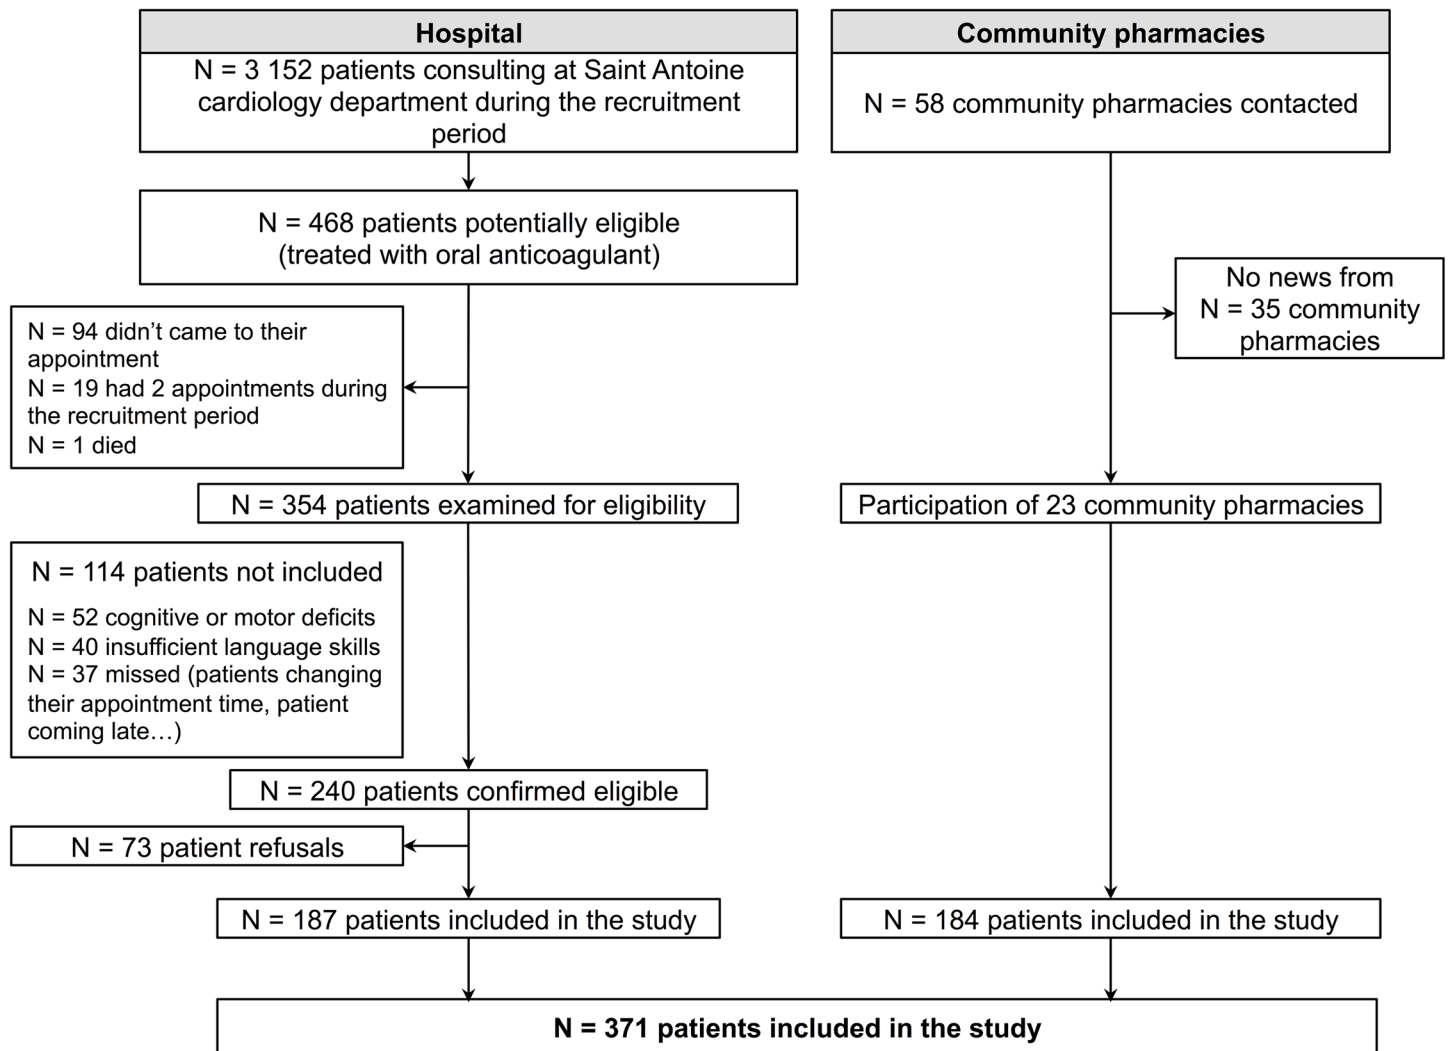 Hospital
N = 3 152 patients consulting at Saint Antoine
cardiology department during the recruitment
period
N = 468 patients potentially eligible
(treated with oral anticoagulant)
N = 94 didn’t came to their
appointment
N = 19 had 2 appointments during
the recruitment period
N = 1 died
N = 354 patients examined for eligibility
N = 114 patients not included
N = 52 cognitive or motor deficits
N = 40 insufficient language skills
N = 37 missed (patients changing
their appointment time, patient
coming late…)
N = 240 patients confirmed eligible
N = 73 patient refusals
N = 187 patients included in the study
Community pharmacies
N = 58 community pharmacies contacted
No news from
N = 35 community
pharmacies
Participation of 23 community pharmacies
N = 184 patients included in the study
N = 371 patients included in the study